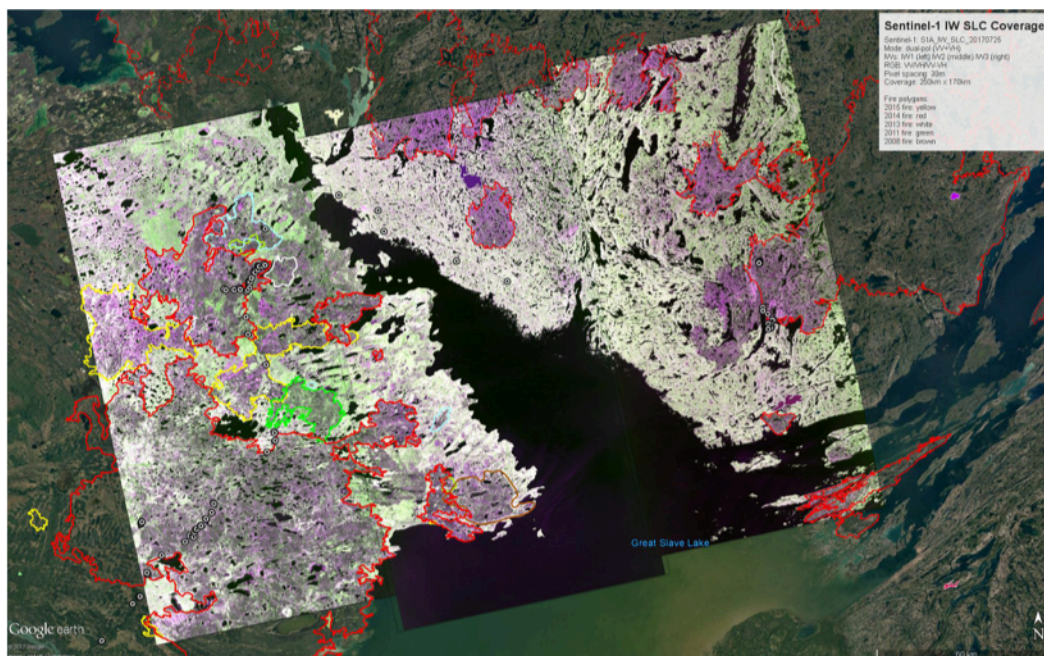 Sentinel-1 IW SLC Coverage
Sentinel-1: S1A_IW_SLC_20170725
Mode: dual-pol (VV+VH)
IWs: IW1 (left) IW2 (middle) IW3 (right)
RGB: VV/VH/VV-VH
Pixel spacing: 30m
Coverage: 250km x 170km
Fire polygons:
2015 fire: yellow
2014 fire: red
2013 fire: white
2011 fire: green
2008 fire: brown
Great Slave Lake
Google earth
N